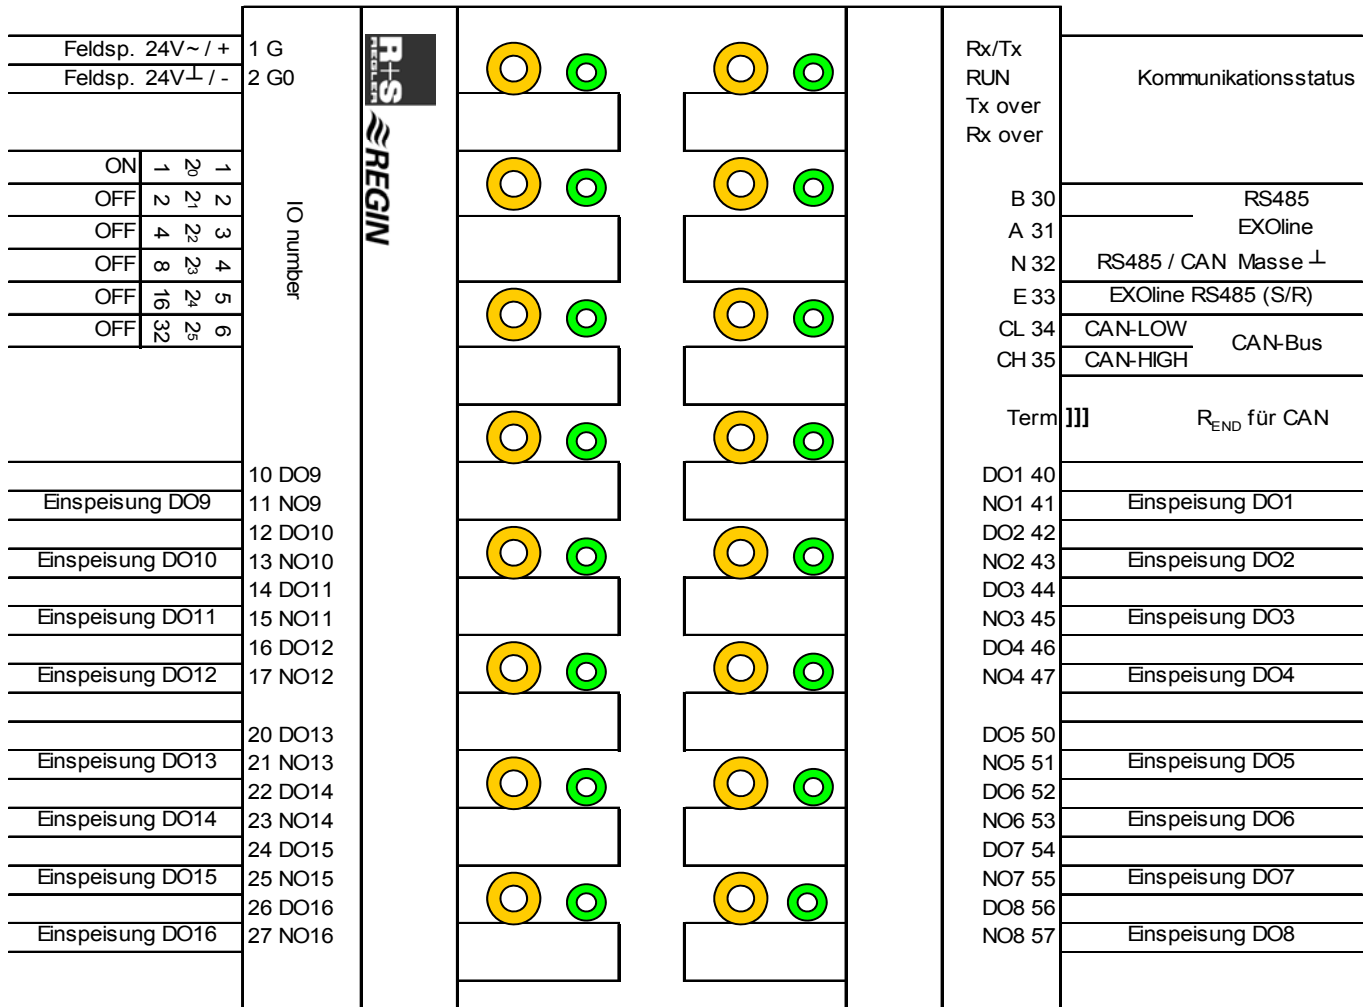 Feldsp. 24V ~ / + 1 G
Feldsp. 24V ⊥ / - 2 G0
ON 1 2⁰ 1
OFF 2 2¹ 2
OFF 4 2² 3
OFF 8 2³ 4
OFF 16 2⁴ 5
OFF 32 2⁵ 6
IO number
R+S
REGLER
REGIN
Rx/Tx
RUN
Tx over
Rx over
Kommunikationsstatus
B 30 RS485
A 31 EXOline
N 32 RS485 / CAN Masse ⊥
E 33 EXOline RS485 (S/R)
CL 34 CAN-LOW
CH 35 CAN-HIGH
CAN-Bus
Term ]]] R_END für CAN
10 DO9
Einspeisung DO9 11 NO9
12 DO10
Einspeisung DO10 13 NO10
14 DO11
Einspeisung DO11 15 NO11
16 DO12
Einspeisung DO12 17 NO12
20 DO13
Einspeisung DO13 21 NO13
22 DO14
Einspeisung DO14 23 NO14
24 DO15
Einspeisung DO15 25 NO15
26 DO16
Einspeisung DO16 27 NO16
DO1 40
NO1 41 Einspeisung DO1
DO2 42
NO2 43 Einspeisung DO2
DO3 44
NO3 45 Einspeisung DO3
DO4 46
NO4 47 Einspeisung DO4
DO5 50
NO5 51 Einspeisung DO5
DO6 52
NO6 53 Einspeisung DO6
DO7 54
NO7 55 Einspeisung DO7
DO8 56
NO8 57 Einspeisung DO8